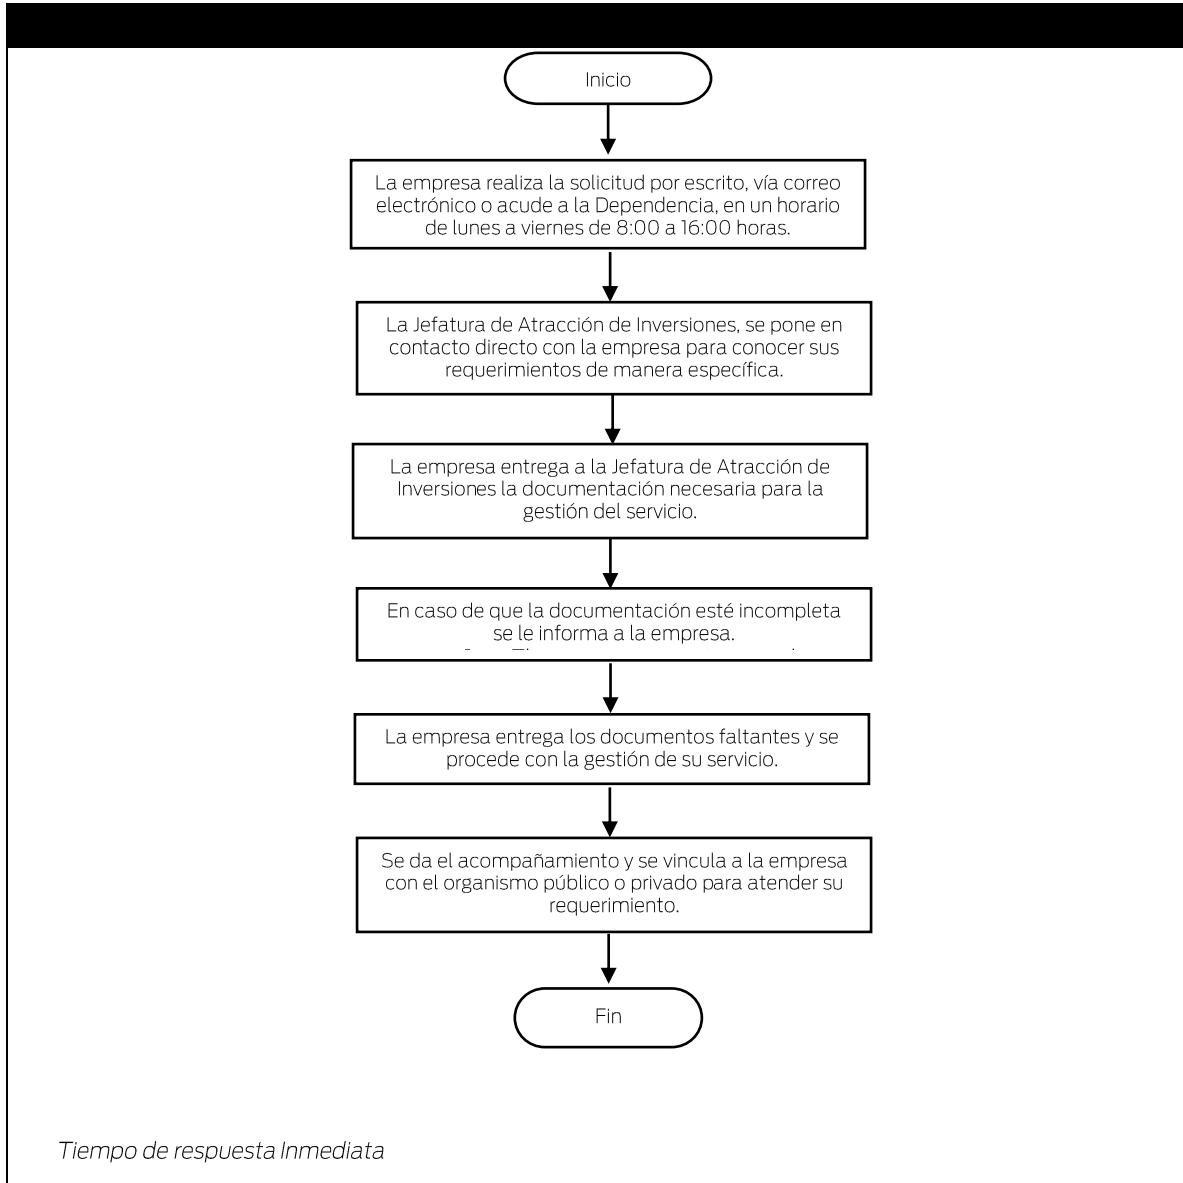 Inicio
La empresa realiza la solicitud por escrito, vía correo
electrónico o acude a la Dependencia, en un horario
de lunes a viernes de 8:00 a 16:00 horas.
La Jefatura de Atracción de Inversiones, se pone en
contacto directo con la empresa para conocer sus
requerimientos de manera específica.
La empresa entrega a la Jefatura de Atracción de
Inversiones la documentación necesaria para la
gestión del servicio.
En caso de que la documentación esté incompleta
se le informa a la empresa.
La empresa entrega los documentos faltantes y se
procede con la gestión de su servicio.
Se da el acompañamiento y se vincula a la empresa
con el organismo público o privado para atender su
requerimiento.
Fin
Tiempo de respuesta Inmediata